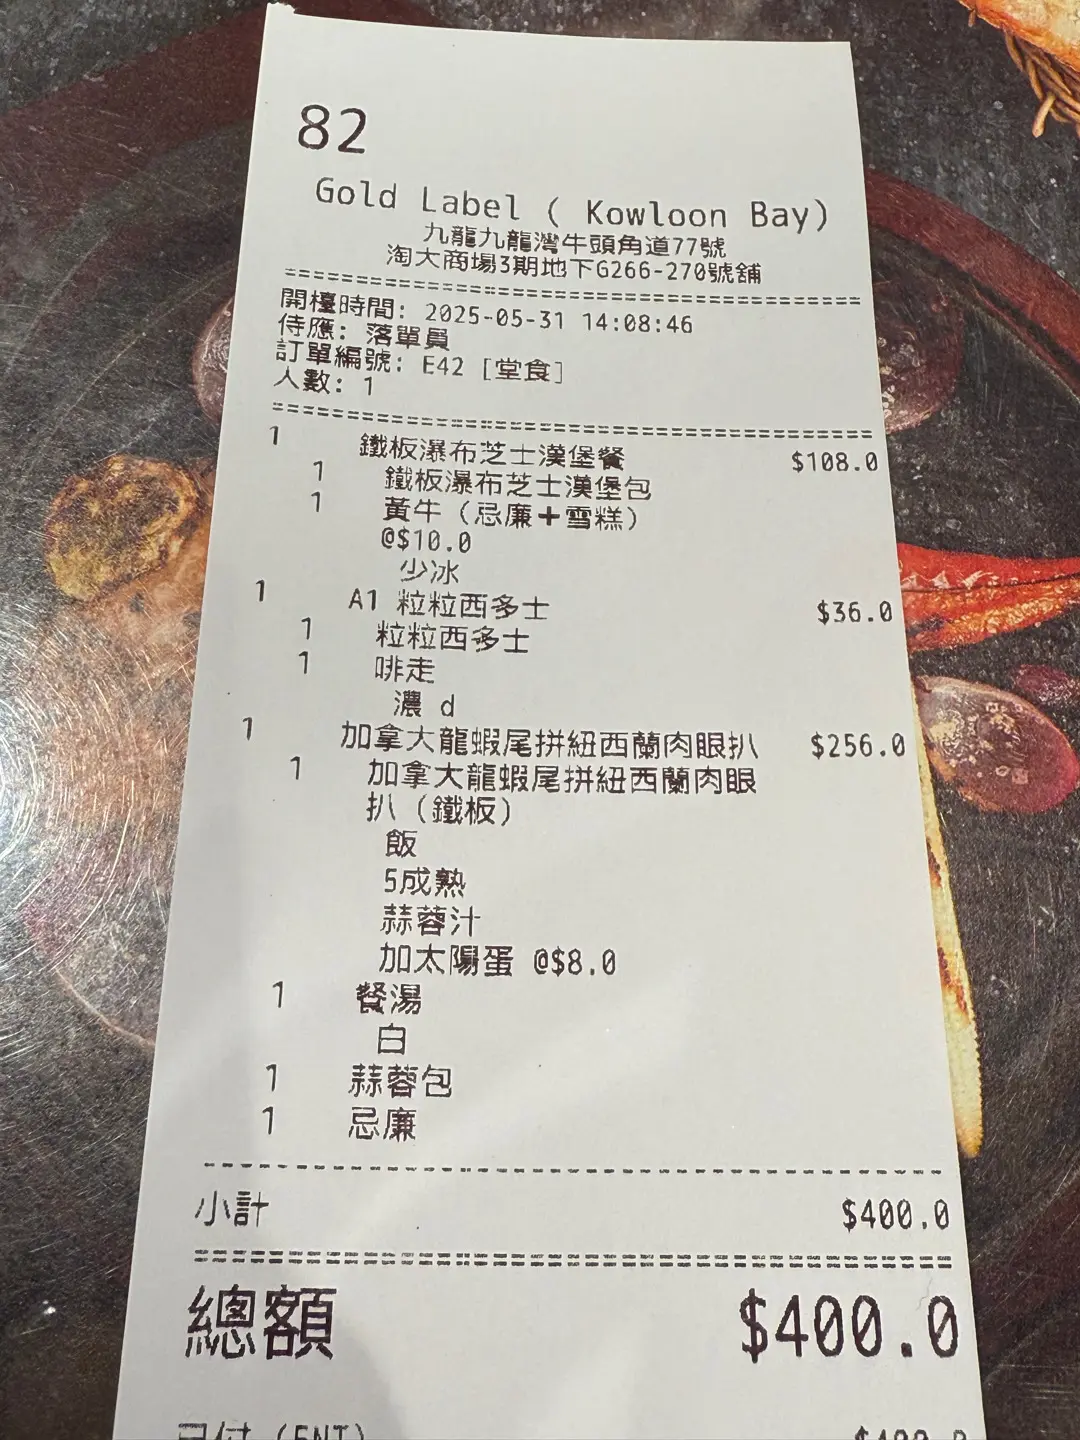 82
Gold Label ( Kowloon Bay)
九龍九龍灣牛頭角道77號
淘大商場3期地下G266-270號舖
開檯時間: 2025-05-31 14:08:46
侍應: 落單員
訂單編號: E42 [堂食]
人數: 1
1 鐵板瀑布芝士漢堡餐 $108.0
1 鐵板瀑布芝士漢堡包
1 黃牛（忌廉＋雪糕）
@$10.0
少冰
1 A1 粒粒西多士 $36.0
1 粒粒西多士
1 啡走
濃 d
1 加拿大龍蝦尾拼紐西蘭肉眼扒 $256.0
1 加拿大龍蝦尾拼紐西蘭肉眼
扒（鐵板）
飯
5成熟
蒜蓉汁
加太陽蛋 @$8.0
1 餐湯
白
1 蒜蓉包
1 忌廉
小計 $400.0
總額 $400.0